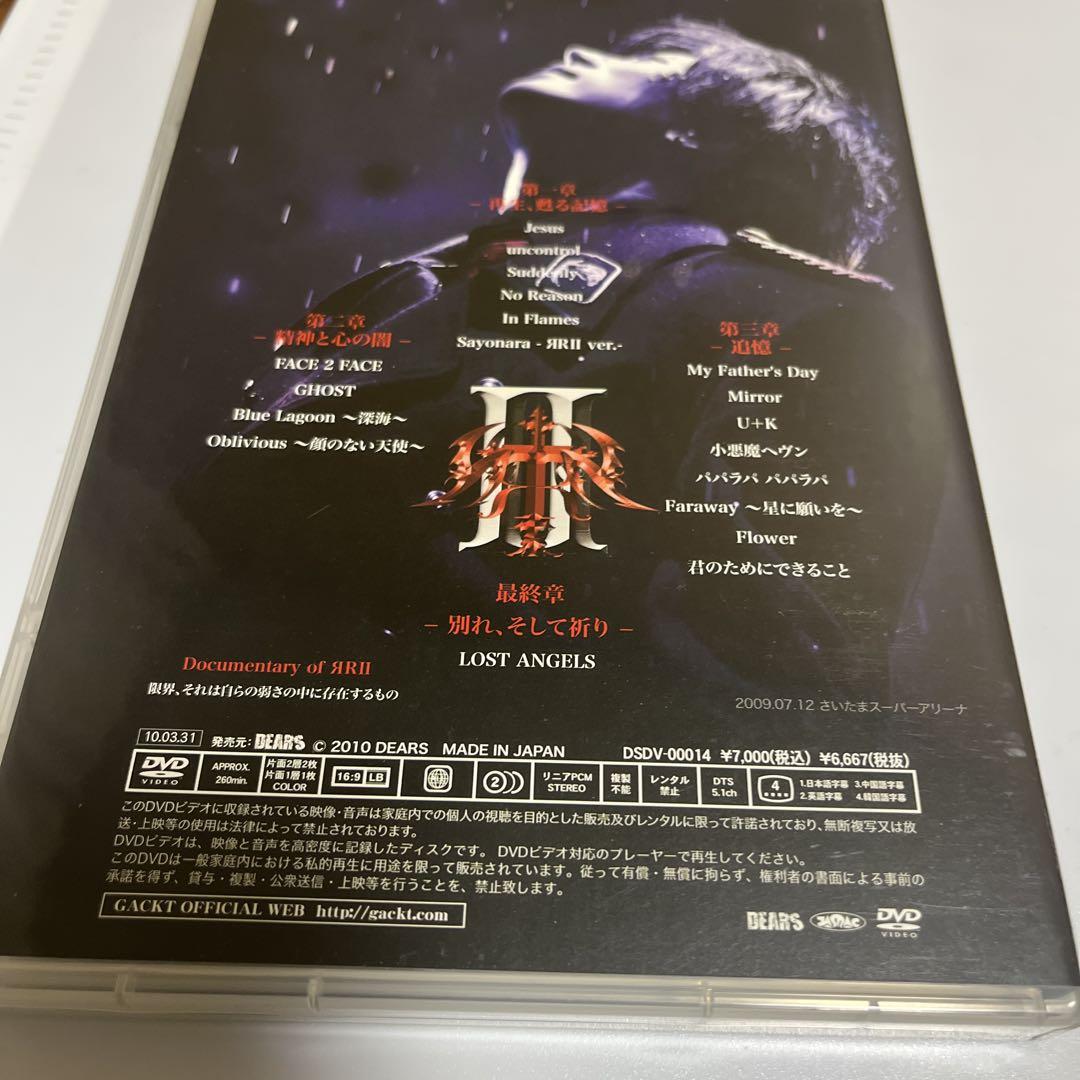 第一章
− 再生、甦る記憶 −
Jesus
uncontrol
Suddenly
No Reason
In Flames
Sayonara - ЯRII ver.-
第二章
− 精神と心の闇 −
FACE 2 FACE
GHOST
Blue Lagoon ～深海～
Oblivious ～顔のない天使～
第三章
− 追憶 −
My Father's Day
Mirror
U+K
小悪魔ヘヴン
パパラパ パパラパ
Faraway ～星に願いを～
Flower
君のためにできること
最終章
− 別れ、そして祈り −
LOST ANGELS
Documentary of ЯRII
限界、それは自らの弱さの中に存在するもの
2009.07.12 さいたまスーパーアリーナ
10.03.31 発売元: DEARS © 2010 DEARS MADE IN JAPAN DSDV-00014 ¥7,000(税込) ¥6,667(税抜)
DVD VIDEO
APPROX. 260min.
片面2層2枚
片面1層1枚
COLOR
16:9 LB
2
リニアPCM
STEREO
複製
不能
レンタル
禁止
DTS
5.1ch
4
1.日本語字幕 3.中国語字幕
2.英語字幕 4.韓国語字幕
このDVDビデオに収録されている映像・音声は家庭内での個人の視聴を目的とした販売及びレンタルに限って許諾されており、無断複写又は放
送・上映等の使用は法律によって禁止されております。
DVDビデオは、映像と音声を高密度に記録したディスクです。DVDビデオ対応のプレーヤーで再生してください。
このDVDは一般家庭内における私的再生に用途を限って販売されています。従って有償・無償に拘らず、権利者の書面による事前の
承諾を得ず、貸与・複製・公衆送信・上映等を行うことを、禁止致します。
GACKT OFFICIAL WEB http://gackt.com
DEARS JASRAC DVD VIDEO